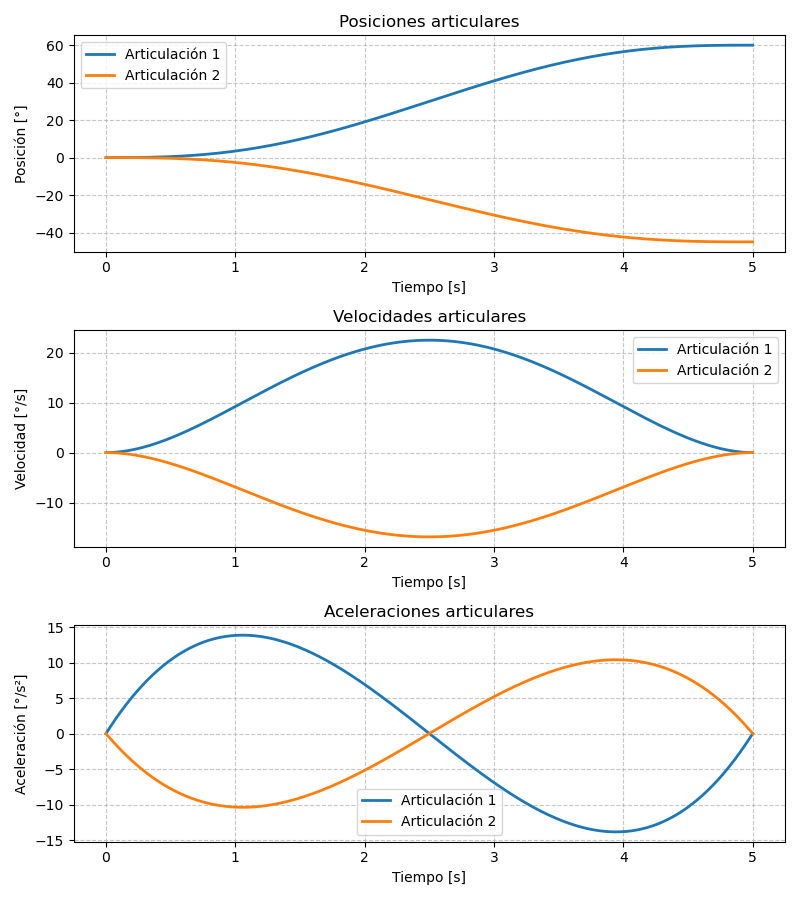 Posiciones articulares
60
40
20
0
−20
−40
Posición [°]
Articulación 1
Articulación 2
0 1 2 3 4 5
Tiempo [s]
Velocidades articulares
20
10
0
−10
Velocidad [°/s]
Articulación 1
Articulación 2
0 1 2 3 4 5
Tiempo [s]
Aceleraciones articulares
15
10
5
0
−5
−10
−15
Aceleración [°/s²]
Articulación 1
Articulación 2
0 1 2 3 4 5
Tiempo [s]